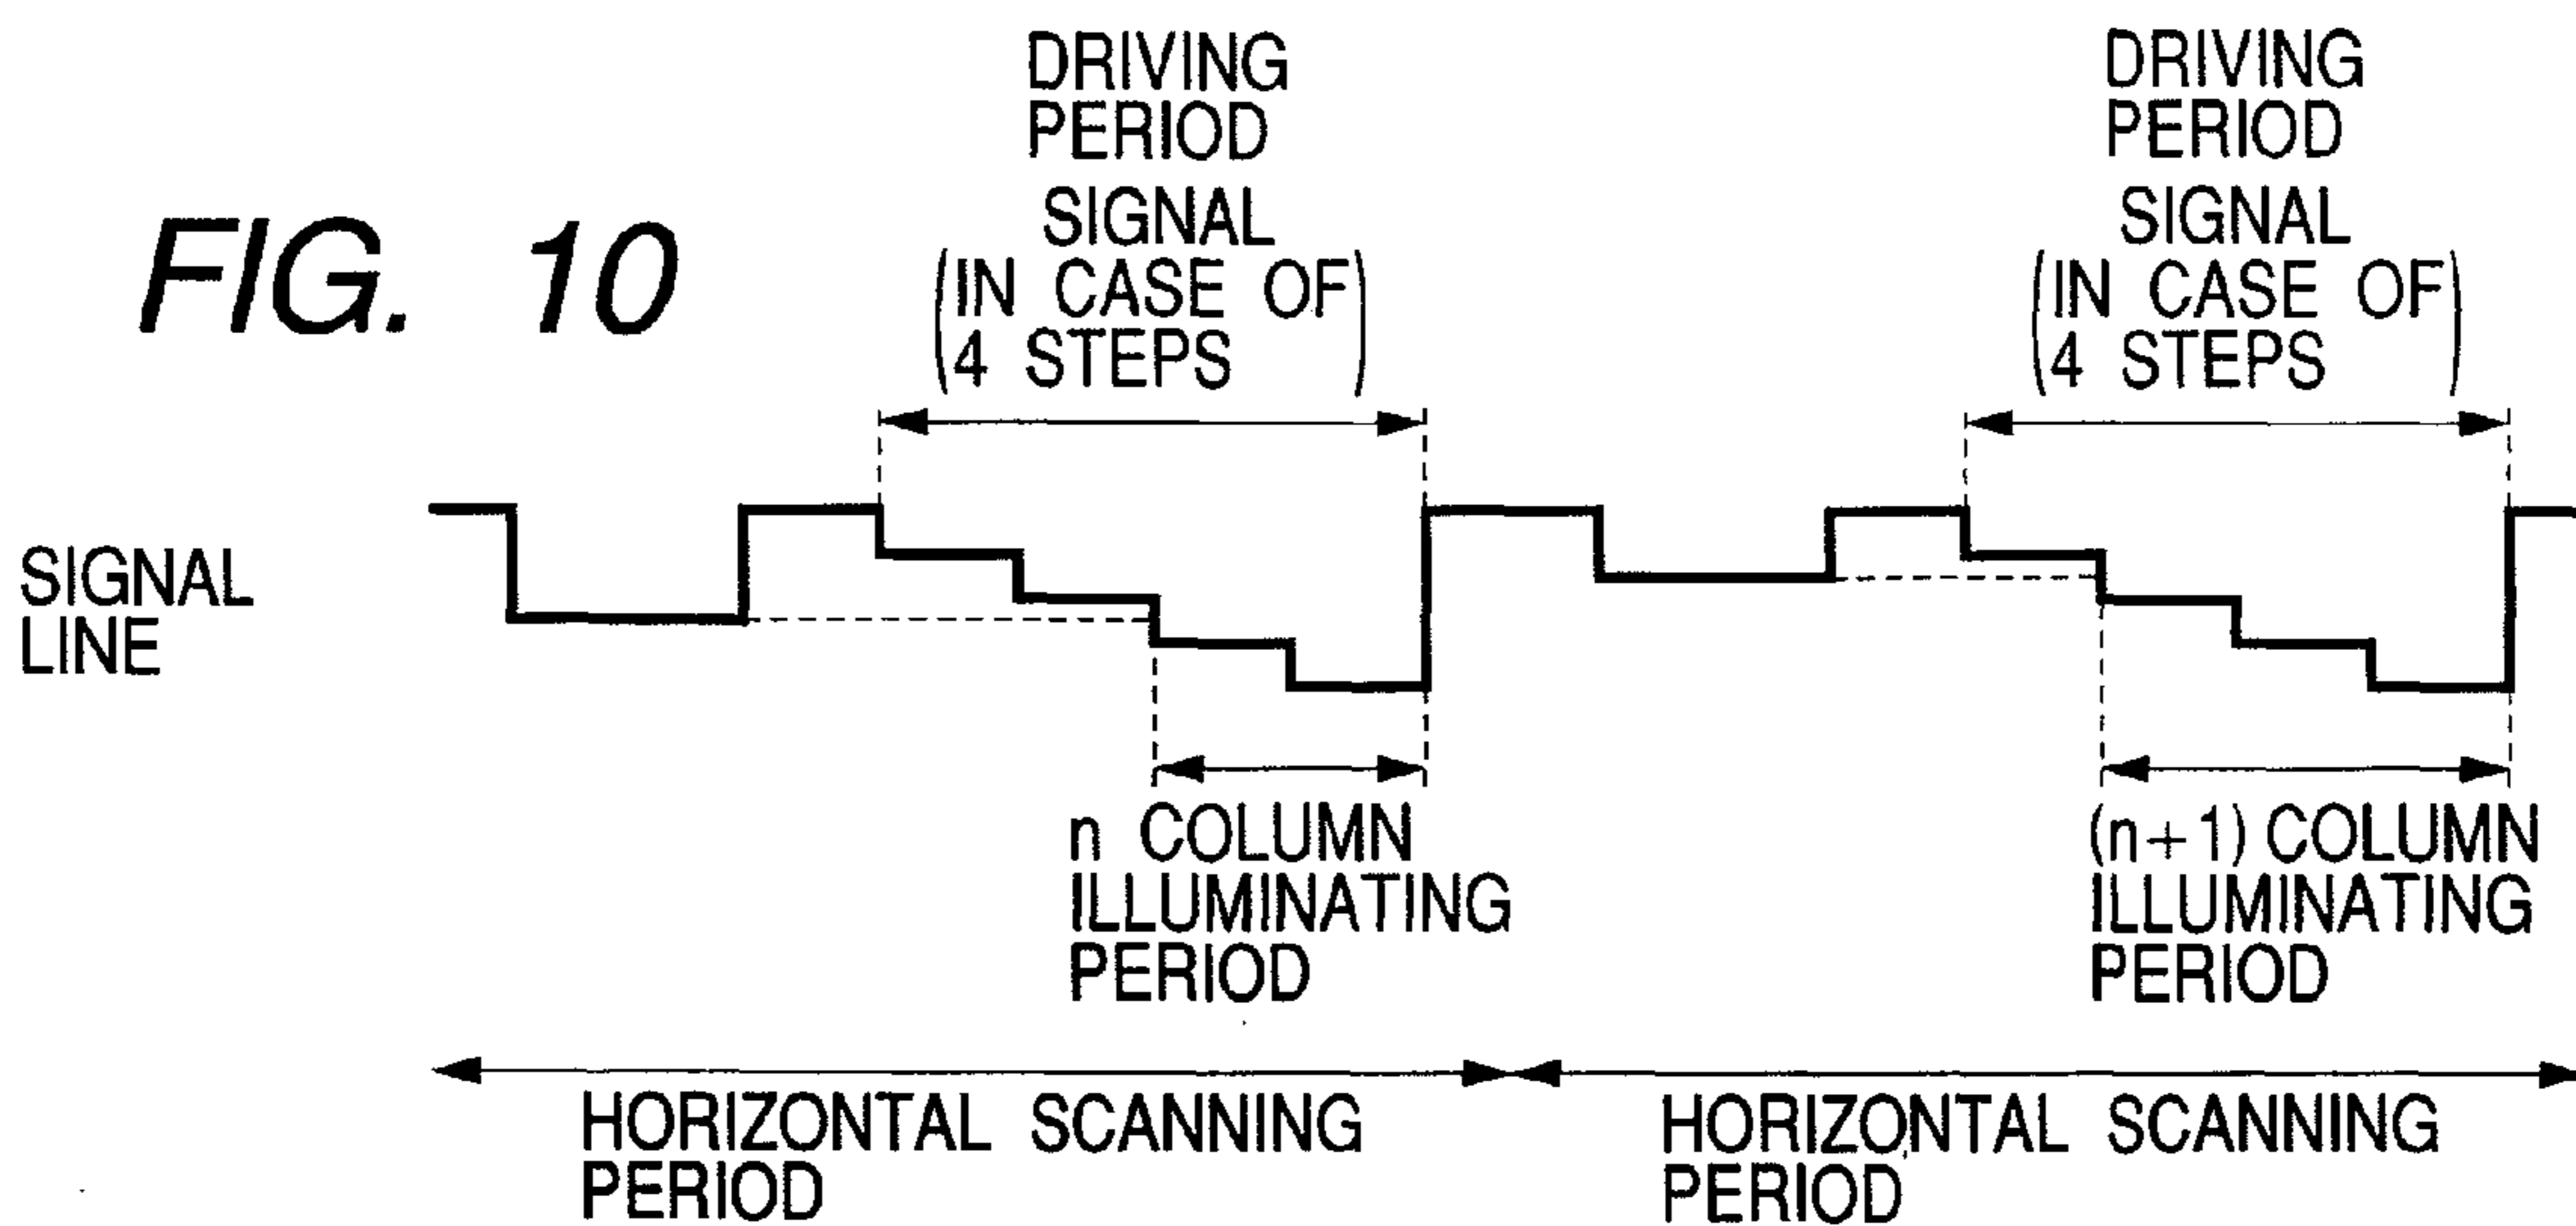 FIG. 10
DRIVING
PERIOD
SIGNAL
(IN CASE OF)
4 STEPS
DRIVING
PERIOD
SIGNAL
(IN CASE OF)
4 STEPS
SIGNAL
LINE
n COLUMN
ILLUMINATING
PERIOD
(n+1) COLUMN
ILLUMINATING
PERIOD
HORIZONTAL SCANNING
PERIOD
HORIZONTAL SCANNING
PERIOD